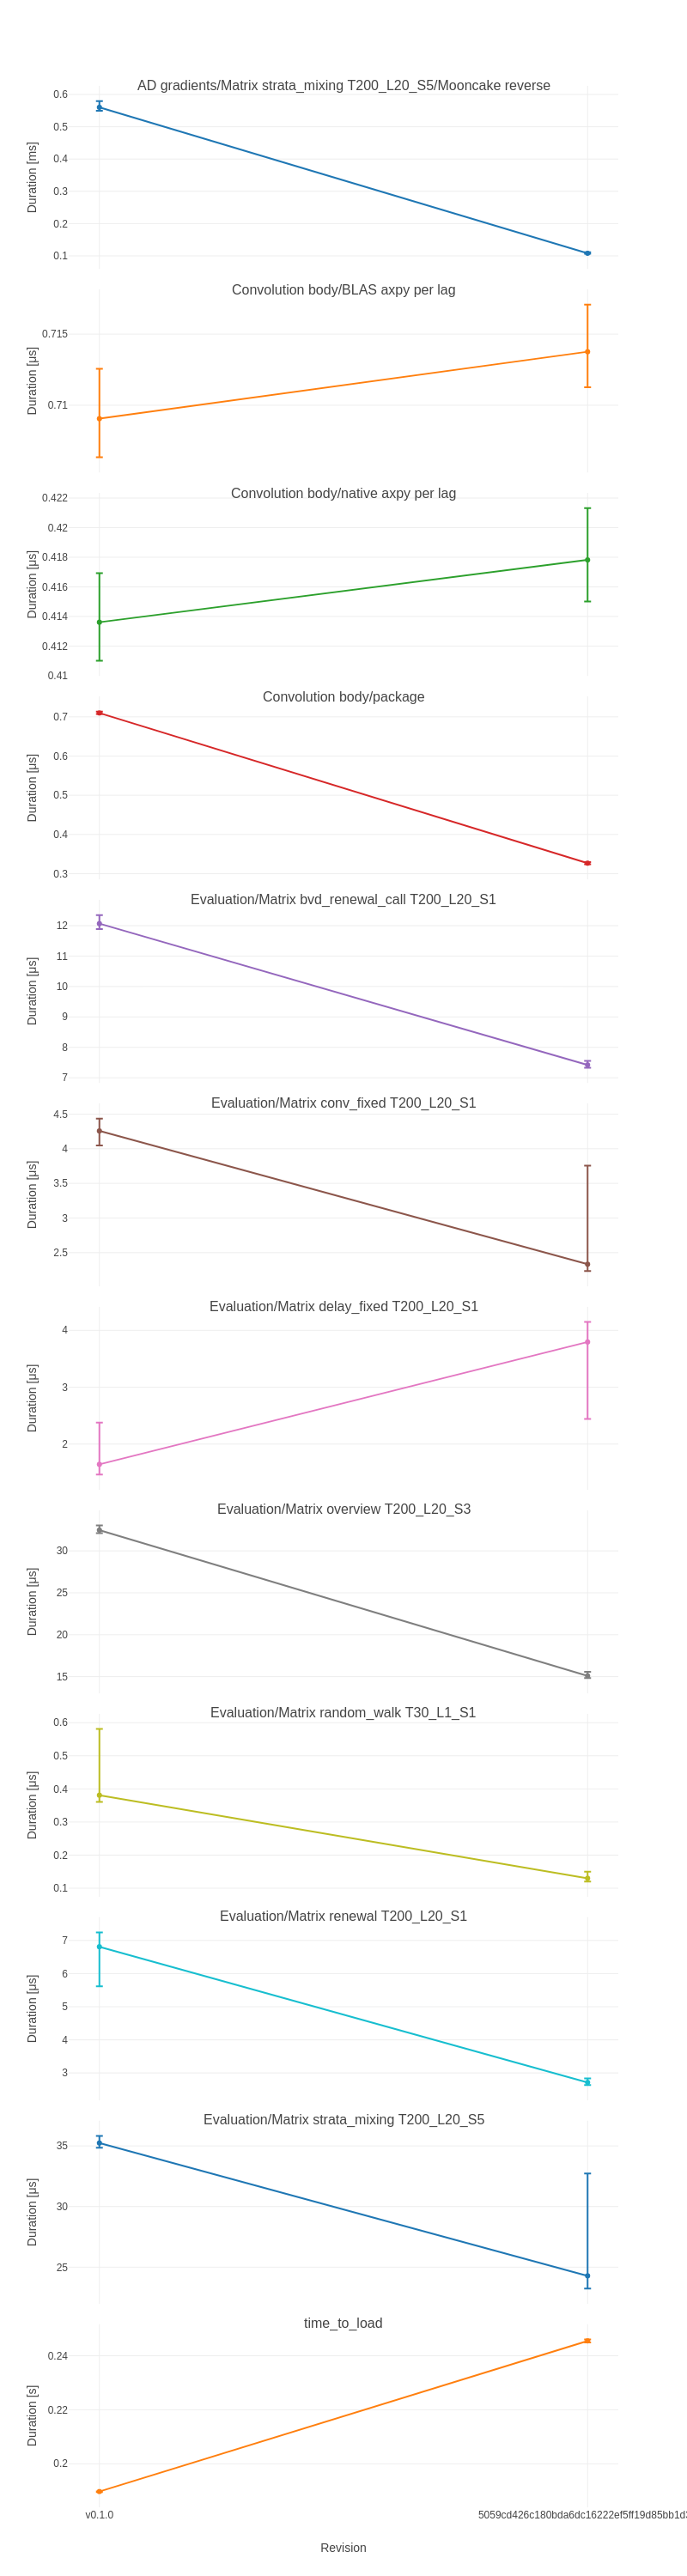 AD gradients/Matrix strata_mixing T200_L20_S5/Mooncake reverse
0.6
0.5
0.4
0.3
0.2
0.1
Duration [ms]
Convolution body/BLAS axpy per lag
0.715
0.71
Duration [μs]
Convolution body/native axpy per lag
0.422
0.42
0.418
0.416
0.414
0.412
0.41
Duration [μs]
Convolution body/package
0.7
0.6
0.5
0.4
0.3
Duration [μs]
Evaluation/Matrix bvd_renewal_call T200_L20_S1
12
11
10
9
8
7
Duration [μs]
Evaluation/Matrix conv_fixed T200_L20_S1
4.5
4
3.5
3
2.5
Duration [μs]
Evaluation/Matrix delay_fixed T200_L20_S1
4
3
2
Duration [μs]
Evaluation/Matrix overview T200_L20_S3
30
25
20
15
Duration [μs]
Evaluation/Matrix random_walk T30_L1_S1
0.6
0.5
0.4
0.3
0.2
0.1
Duration [μs]
Evaluation/Matrix renewal T200_L20_S1
7
6
5
4
3
Duration [μs]
Evaluation/Matrix strata_mixing T200_L20_S5
35
30
25
Duration [μs]
time_to_load
0.24
0.22
0.2
Duration [s]
v0.1.0
5059cd426c180bda6dc16222ef5ff19d85bb1d3
Revision